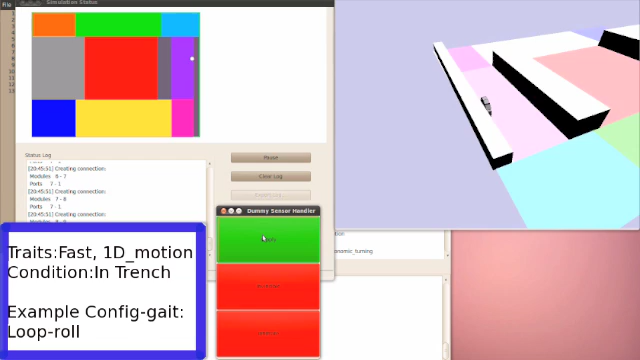 File
Simulation Status
Status Log
[20:45:51] Creating connection:
Modules 6 - 7
Ports 7 - 1
[20:45:51] Creating connection:
Modules 7 - 8
Ports 7 - 1
[20:45:51] Creating connection:
Pause
Clear Log
Dummy Sensor Handler
Traits:Fast, 1D_motion
Condition:In Trench
Example Config-gait:
Loop-roll